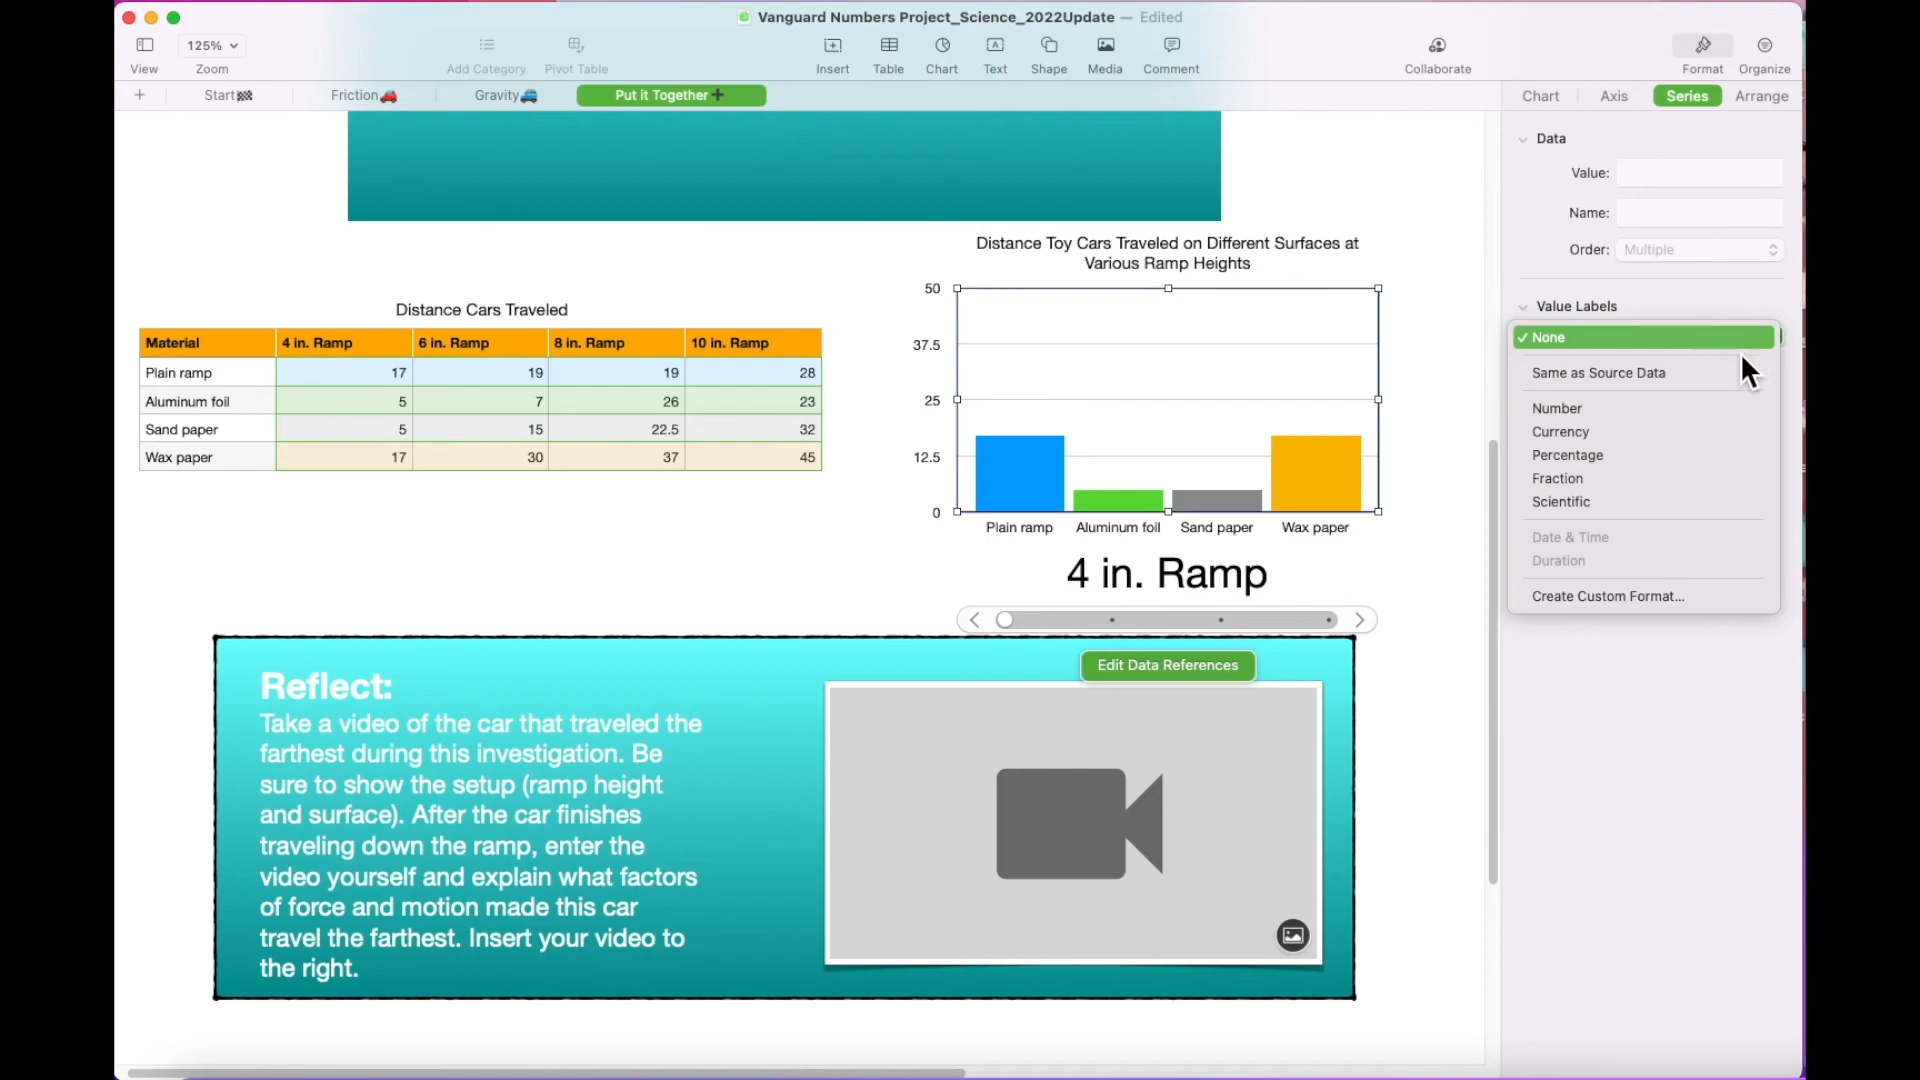 Vanguard Numbers Project_Science_2022Update — Edited
125%
View
Zoom
Add Category
Pivot Table
Insert
Table
Chart
Text
Shape
Media
Comment
Collaborate
Format
Organize
Start
Friction
Gravity
Put it Together
Chart
Axis
Series
Arrange
Data
Value:
Name:
Order: Multiple
Value Labels
✓ None
Same as Source Data
Number
Currency
Percentage
Fraction
Scientific
Date & Time
Duration
Create Custom Format...
Distance Cars Traveled
Material 4 in. Ramp 6 in. Ramp 8 in. Ramp 10 in. Ramp
Plain ramp 17 19 19 28
Aluminum foil 5 7 26 23
Sand paper 5 15 22.5 32
Wax paper 17 30 37 45
Distance Toy Cars Traveled on Different Surfaces at
Various Ramp Heights
50
37.5
25
12.5
0
Plain ramp Aluminum foil Sand paper Wax paper
4 in. Ramp
Edit Data References
Reflect:
Take a video of the car that traveled the
farthest during this investigation. Be
sure to show the setup (ramp height
and surface). After the car finishes
traveling down the ramp, enter the
video yourself and explain what factors
of force and motion made this car
travel the farthest. Insert your video to
the right.